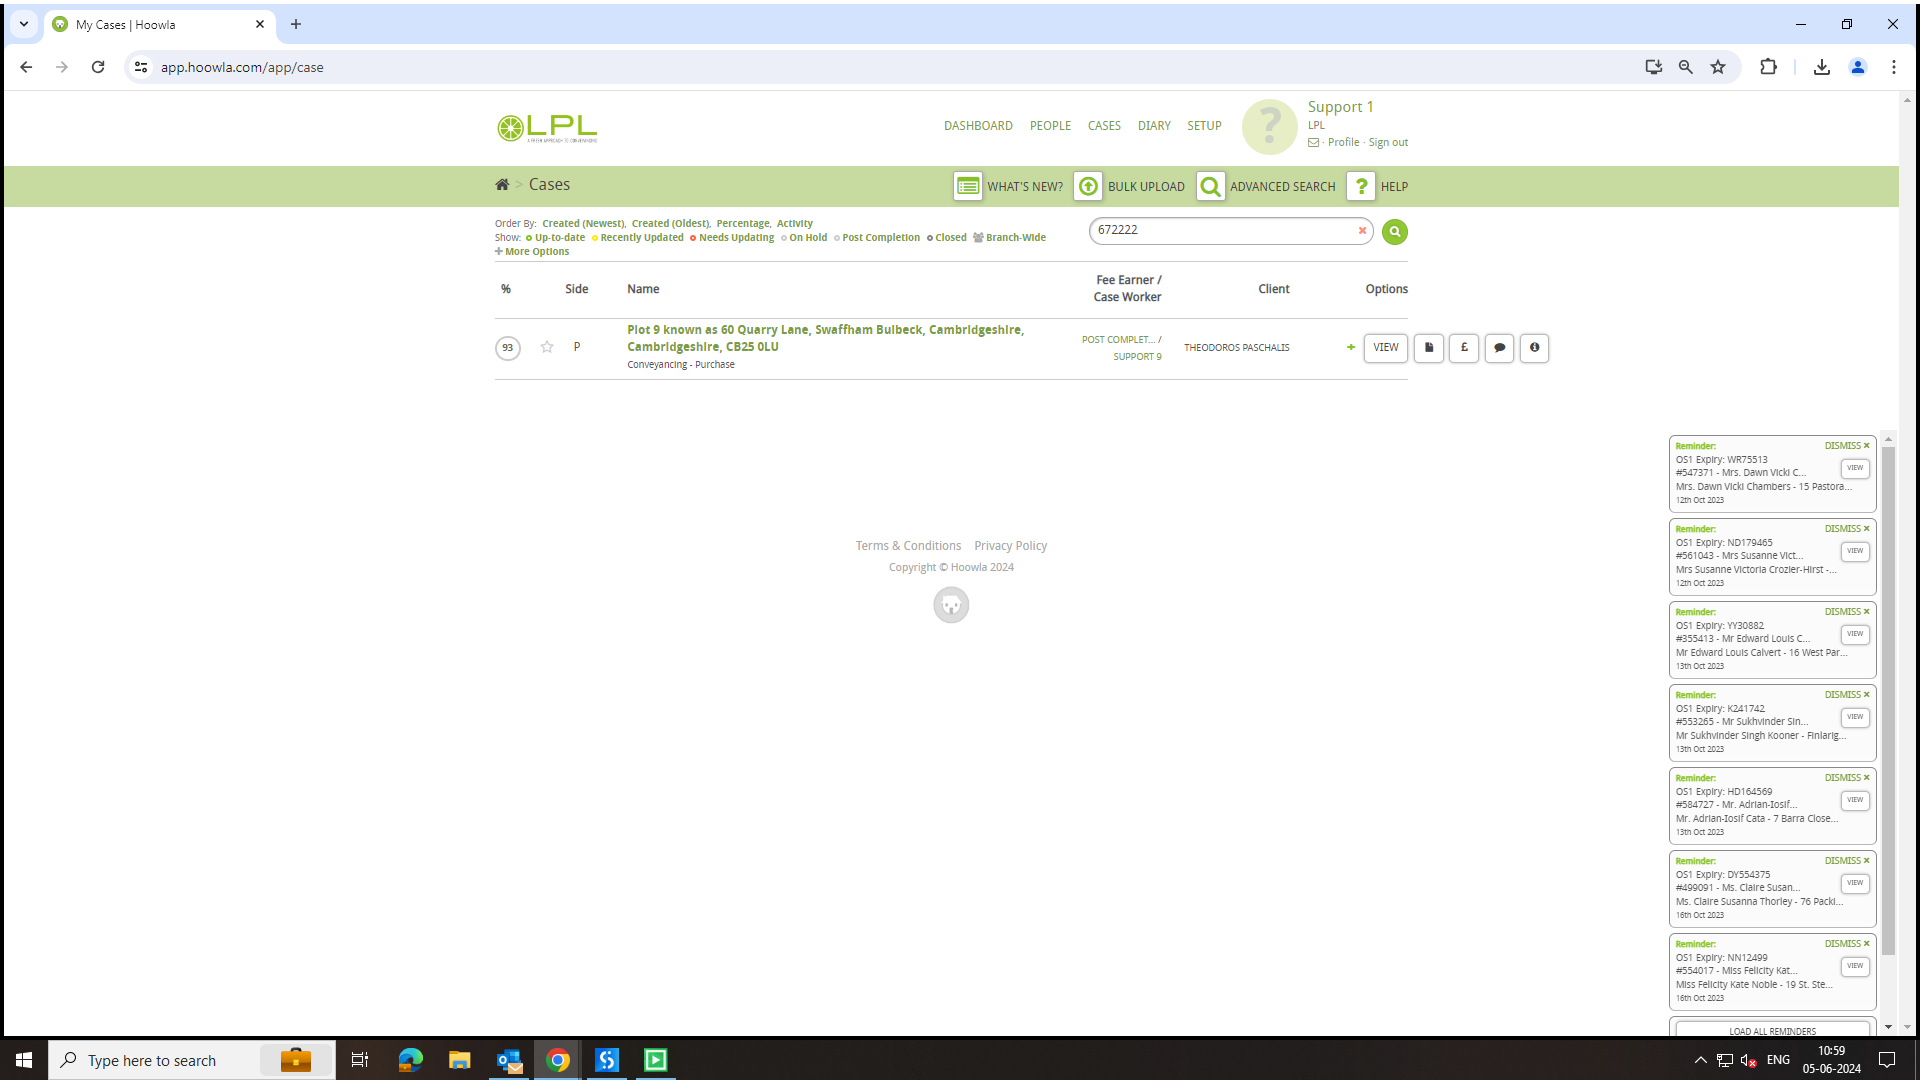 My Cases | Hoowla
app.hoowla.com/app/case
LPL
DASHBOARD PEOPLE CASES DIARY SETUP
Support 1
LPL
· Profile · Sign out
> Cases
WHAT'S NEW? BULK UPLOAD ADVANCED SEARCH HELP
Order By: Created (Newest), Created (Oldest), Percentage, Activity
Show: Up-to-date Recently Updated Needs Updating On Hold Post Completion Closed Branch-Wide
More Options
672222
% Side Name Fee Earner / Case Worker Client Options
93 P Plot 9 known as 60 Quarry Lane, Swaffham Bulbeck, Cambridgeshire,
Cambridgeshire, CB25 0LU
Conveyancing - Purchase
POST COMPLET... /
SUPPORT 9
THEODOROS PASCHALIS
+ VIEW £
Reminder: DISMISS ×
OS1 Expiry: WR75513
VIEW
#547371 - Mrs. Dawn Vicki C...
Mrs. Dawn Vicki Chambers - 15 Pastora...
12th Oct 2023
Reminder: DISMISS ×
OS1 Expiry: ND179465
VIEW
#561043 - Mrs Susanne Vict...
Mrs Susanne Victoria Crozier-Hirst -...
12th Oct 2023
Reminder: DISMISS ×
OS1 Expiry: YY30882
VIEW
#355413 - Mr Edward Louis C...
Mr Edward Louis Calvert - 16 West Par...
13th Oct 2023
Reminder: DISMISS ×
OS1 Expiry: K241742
VIEW
#553265 - Mr Sukhvinder Sin...
Mr Sukhvinder Singh Kooner - Finlarig...
13th Oct 2023
Reminder: DISMISS ×
OS1 Expiry: HD164569
VIEW
#584727 - Mr. Adrian-Iosif...
Mr. Adrian-Iosif Cata - 7 Barra Close...
13th Oct 2023
Reminder: DISMISS ×
OS1 Expiry: DY554375
VIEW
#499091 - Ms. Claire Susan...
Ms. Claire Susanna Thorley - 76 Packi...
16th Oct 2023
Reminder: DISMISS ×
OS1 Expiry: NN12499
VIEW
#554017 - Miss Felicity Kat...
Miss Felicity Kate Noble - 19 St. Ste...
16th Oct 2023
LOAD ALL REMINDERS
Terms & Conditions Privacy Policy
Copyright © Hoowla 2024
Type here to search
ENG
10:59
05-06-2024